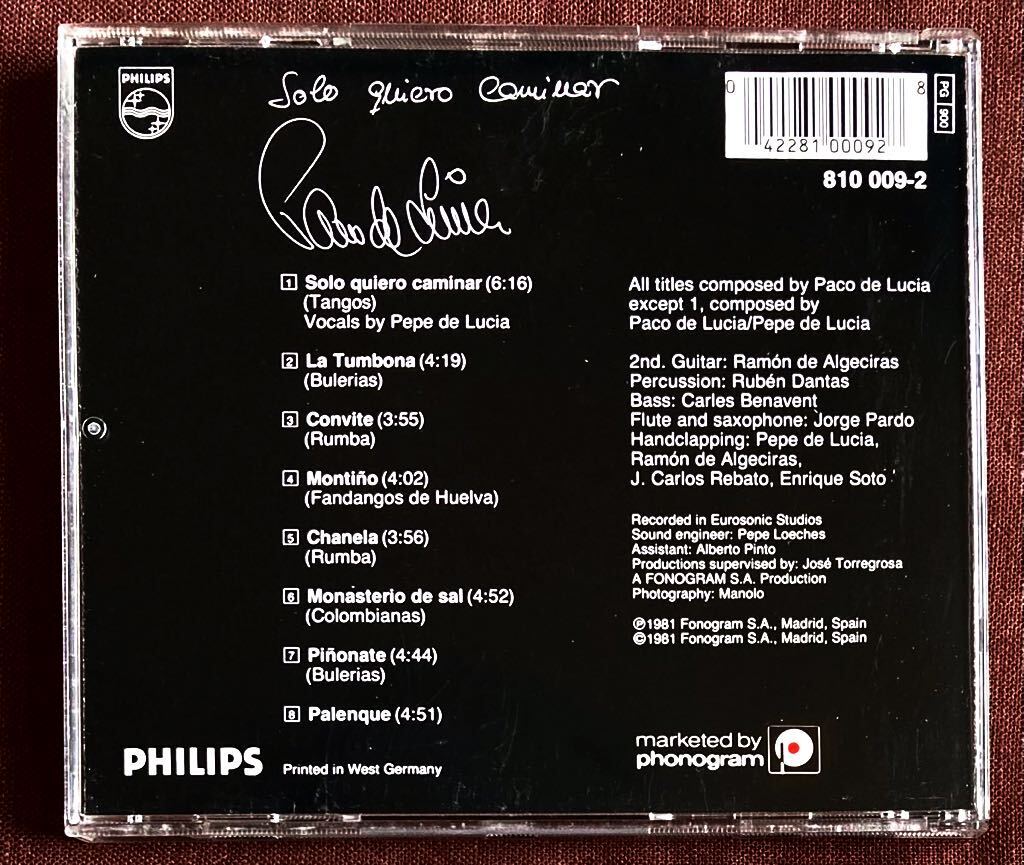 PHILIPS
Solo quiero caminar
Paco de Lucia
0 42281 00092 8
PG 900
810 009-2
1 Solo quiero caminar (6:16)
(Tangos)
Vocals by Pepe de Lucia
2 La Tumbona (4:19)
(Bulerias)
3 Convite (3:55)
(Rumba)
4 Montiño (4:02)
(Fandangos de Huelva)
5 Chanela (3:56)
(Rumba)
6 Monasterio de sal (4:52)
(Colombianas)
7 Piñonate (4:44)
(Bulerias)
8 Palenque (4:51)
All titles composed by Paco de Lucia
except 1, composed by
Paco de Lucia/Pepe de Lucia
2nd. Guitar: Ramón de Algeciras
Percussion: Rubén Dantas
Bass: Carles Benavent
Flute and saxophone: Jorge Pardo
Handclapping: Pepe de Lucia,
Ramón de Algeciras,
J. Carlos Rebato, Enrique Soto
Recorded in Eurosonic Studios
Sound engineer: Pepe Loeches
Assistant: Alberto Pinto
Productions supervised by: José Torregrosa
A FONOGRAM S.A. Production
Photography: Manolo
℗1981 Fonogram S.A., Madrid, Spain
©1981 Fonogram S.A., Madrid, Spain
PHILIPS
Printed in West Germany
marketed by
phonogram